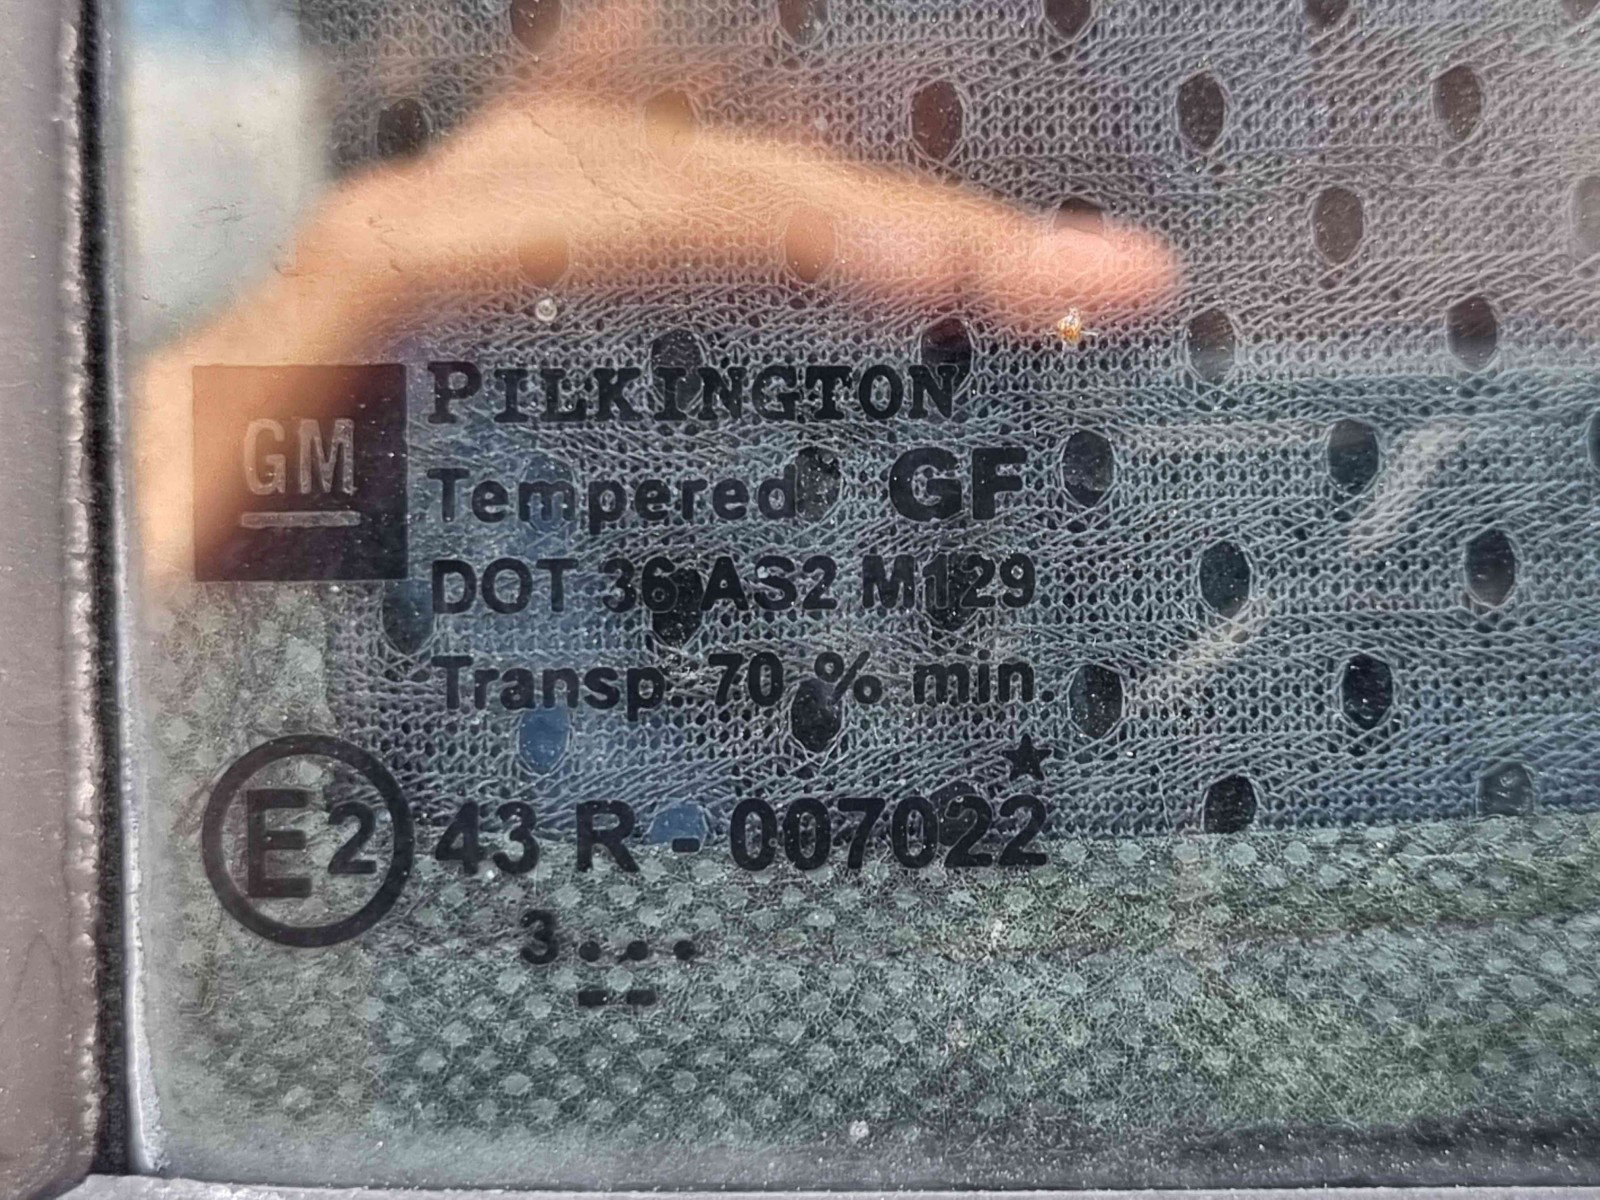 GM
PILKINGTON
Tempered GF
DOT 36 AS2 M129
Transp. 70 % min.
E2 43 R - 007022
3